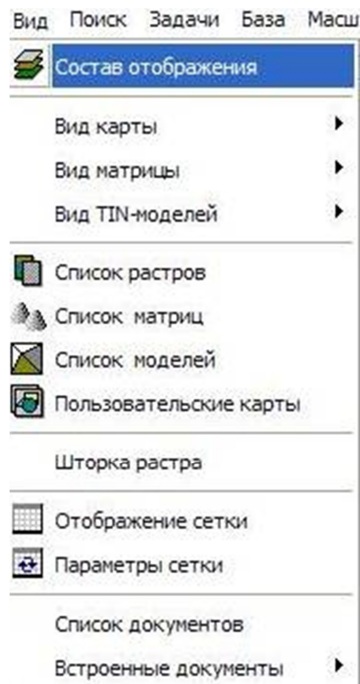 Вид Поиск Задачи База Масш
Состав отображения
Вид карты
Вид матрицы
Вид TIN-моделей
Список растров
Список матриц
Список моделей
Пользовательские карты
Шторка растра
Отображение сетки
Параметры сетки
Список документов
Встроенные документы